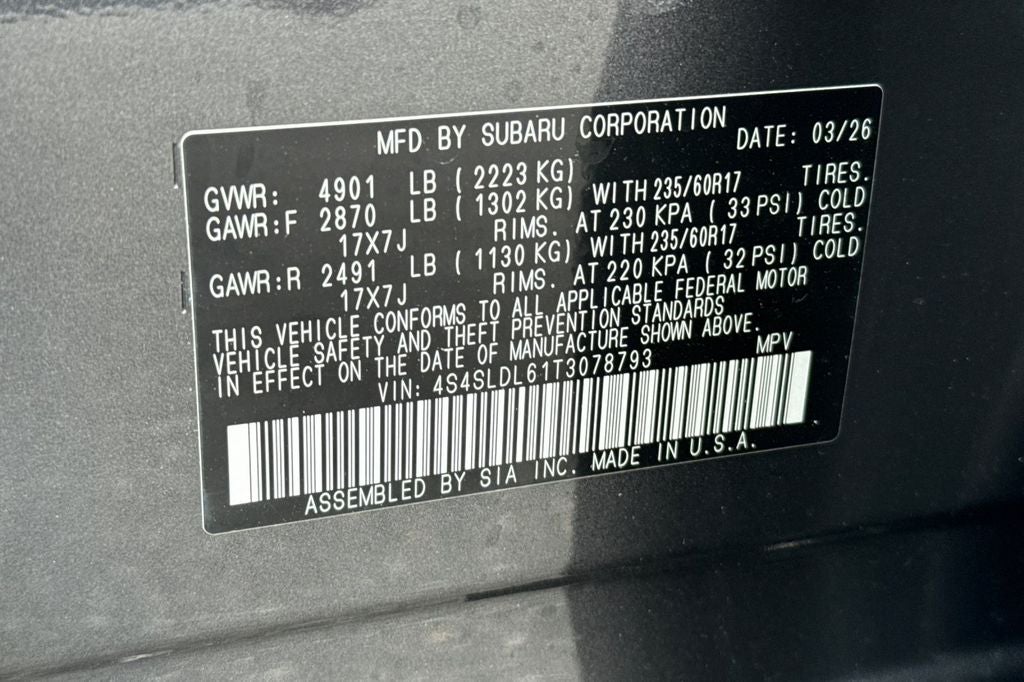 MFD BY SUBARU CORPORATION DATE: 03/26
GVWR: 4901 LB ( 2223 KG)
GAWR:F 2870 LB ( 1302 KG) WITH 235/60R17 TIRES.
17X7J RIMS. AT 230 KPA ( 33 PSI) COLD
GAWR:R 2491 LB ( 1130 KG) WITH 235/60R17 TIRES.
17X7J RIMS. AT 220 KPA ( 32 PSI) COLD
THIS VEHICLE CONFORMS TO ALL APPLICABLE FEDERAL MOTOR
VEHICLE SAFETY AND THEFT PREVENTION STANDARDS
IN EFFECT ON THE DATE OF MANUFACTURE SHOWN ABOVE.
VIN: 4S4SLDL61T3078793 MPV
ASSEMBLED BY SIA INC. MADE IN U.S.A.